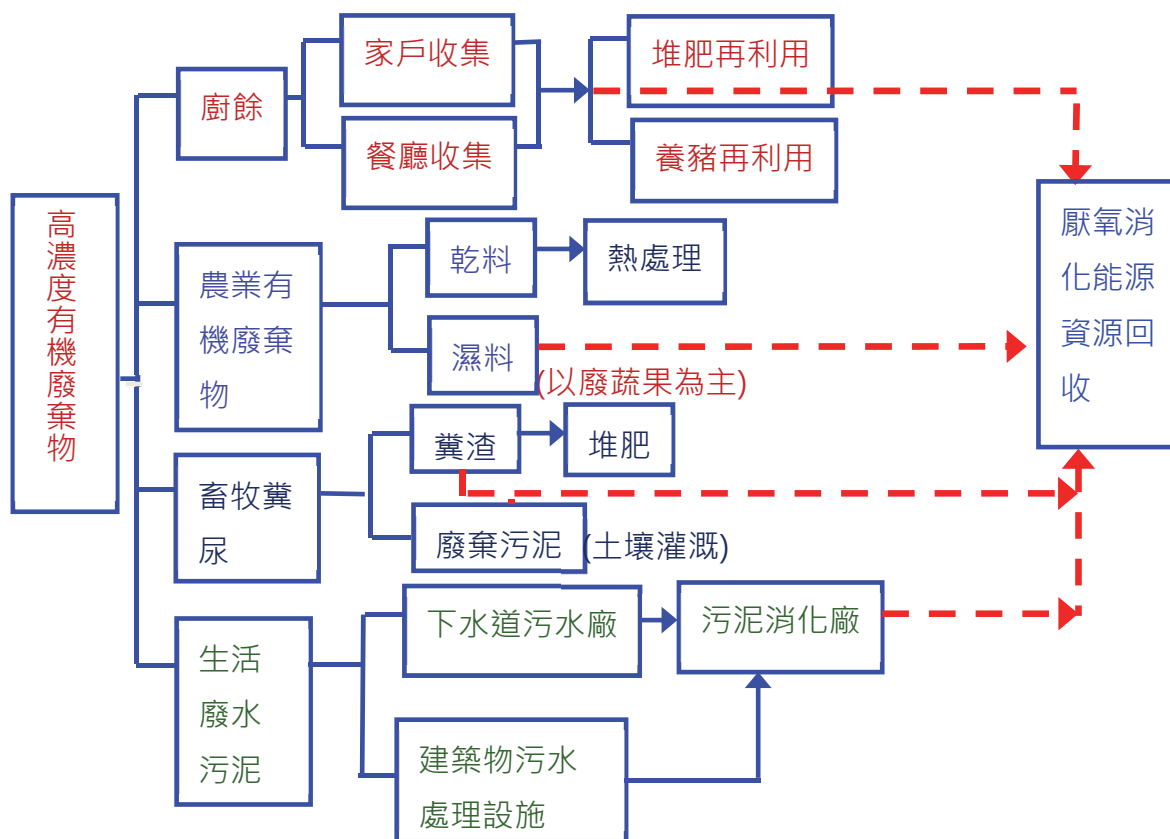 高濃度有機廢棄物
廚餘
家戶收集
餐廳收集
堆肥再利用
養豬再利用
農業有
機廢棄
物
乾料
熱處理
濕料
(以廢蔬果為主)
畜牧糞
尿
糞渣
堆肥
廢棄污泥
(土壤灌溉)
生活
廢水
污泥
下水道污水廠
建築物污水
處理設施
污泥消化廠
厭氧消
化能源
資源回
收